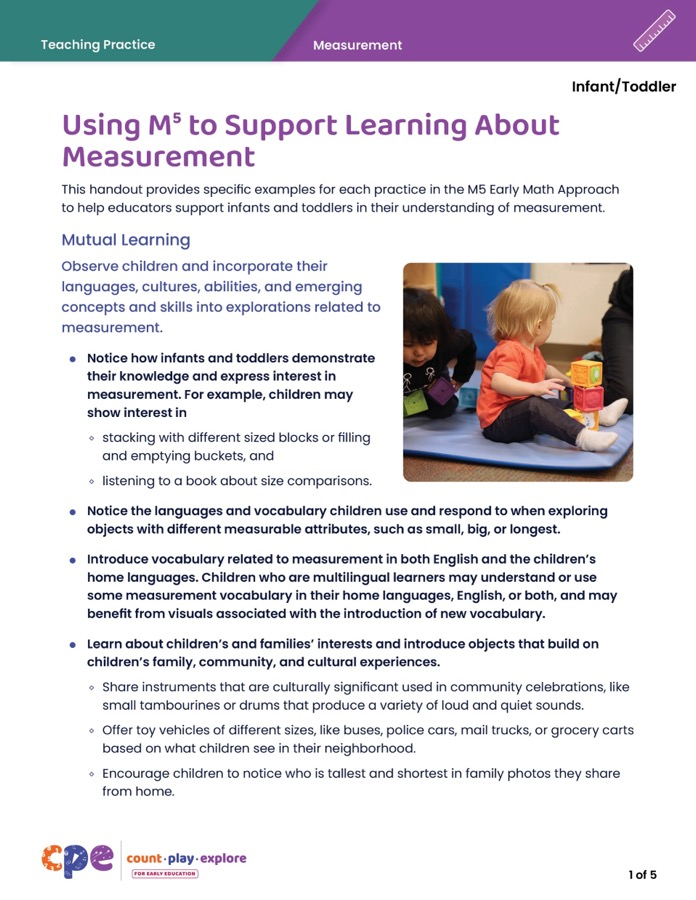 Teaching Practice
Measurement
Infant/Toddler
Using M⁵ to Support Learning About
Measurement
This handout provides specific examples for each practice in the M5 Early Math Approach
to help educators support infants and toddlers in their understanding of measurement.
Mutual Learning
Observe children and incorporate their
languages, cultures, abilities, and emerging
concepts and skills into explorations related to
measurement.
• Notice how infants and toddlers demonstrate
their knowledge and express interest in
measurement. For example, children may
show interest in
◦ stacking with different sized blocks or filling
and emptying buckets, and
◦ listening to a book about size comparisons.
• Notice the languages and vocabulary children use and respond to when exploring
objects with different measurable attributes, such as small, big, or longest.
• Introduce vocabulary related to measurement in both English and the children's
home languages. Children who are multilingual learners may understand or use
some measurement vocabulary in their home languages, English, or both, and may
benefit from visuals associated with the introduction of new vocabulary.
• Learn about children's and families' interests and introduce objects that build on
children's family, community, and cultural experiences.
◦ Share instruments that are culturally significant used in community celebrations, like
small tambourines or drums that produce a variety of loud and quiet sounds.
◦ Offer toy vehicles of different sizes, like buses, police cars, mail trucks, or grocery carts
based on what children see in their neighborhood.
◦ Encourage children to notice who is tallest and shortest in family photos they share
from home.
cpe
count·play·explore
FOR EARLY EDUCATION
1 of 5